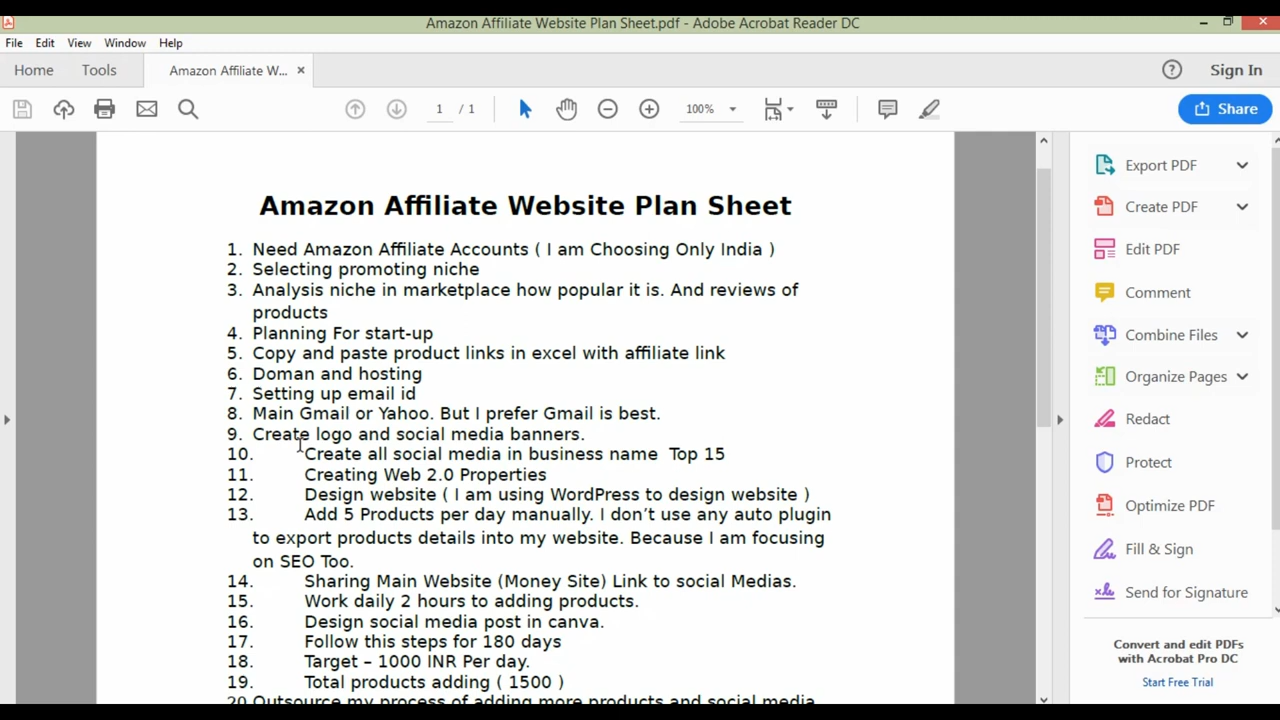 Amazon Affiliate Website Plan Sheet.pdf - Adobe Acrobat Reader DC
File Edit View Window Help
Home Tools Amazon Affiliate W... × Sign In
1 / 1 100% Share
Amazon Affiliate Website Plan Sheet
1. Need Amazon Affiliate Accounts ( I am Choosing Only India )
2. Selecting promoting niche
3. Analysis niche in marketplace how popular it is. And reviews of
products
4. Planning For start-up
5. Copy and paste product links in excel with affiliate link
6. Doman and hosting
7. Setting up email id
8. Main Gmail or Yahoo. But I prefer Gmail is best.
9. Create logo and social media banners.
10. Create all social media in business name Top 15
11. Creating Web 2.0 Properties
12. Design website ( I am using WordPress to design website )
13. Add 5 Products per day manually. I don’t use any auto plugin
to export products details into my website. Because I am focusing
on SEO Too.
14. Sharing Main Website (Money Site) Link to social Medias.
15. Work daily 2 hours to adding products.
16. Design social media post in canva.
17. Follow this steps for 180 days
18. Target – 1000 INR Per day.
19. Total products adding ( 1500 )
20 Outsource my process of adding more products and social media
Export PDF
Create PDF
Edit PDF
Comment
Combine Files
Organize Pages
Redact
Protect
Optimize PDF
Fill & Sign
Send for Signature
Convert and edit PDFs
with Acrobat Pro DC
Start Free Trial